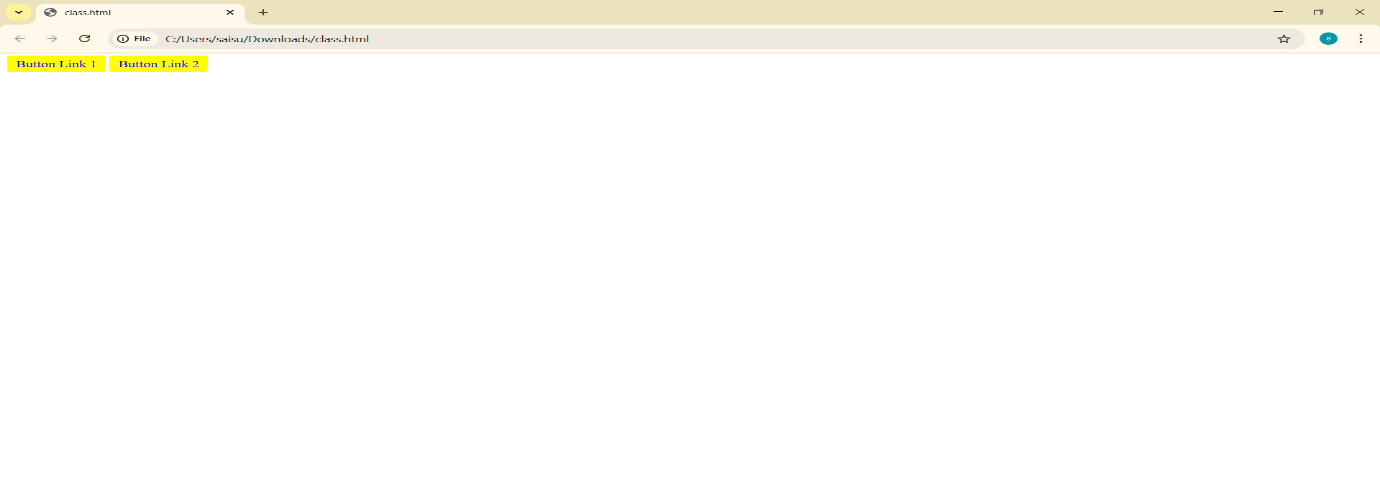 class.html
File C:/Users/saisu/Downloads/class.html
Button Link 1 Button Link 2